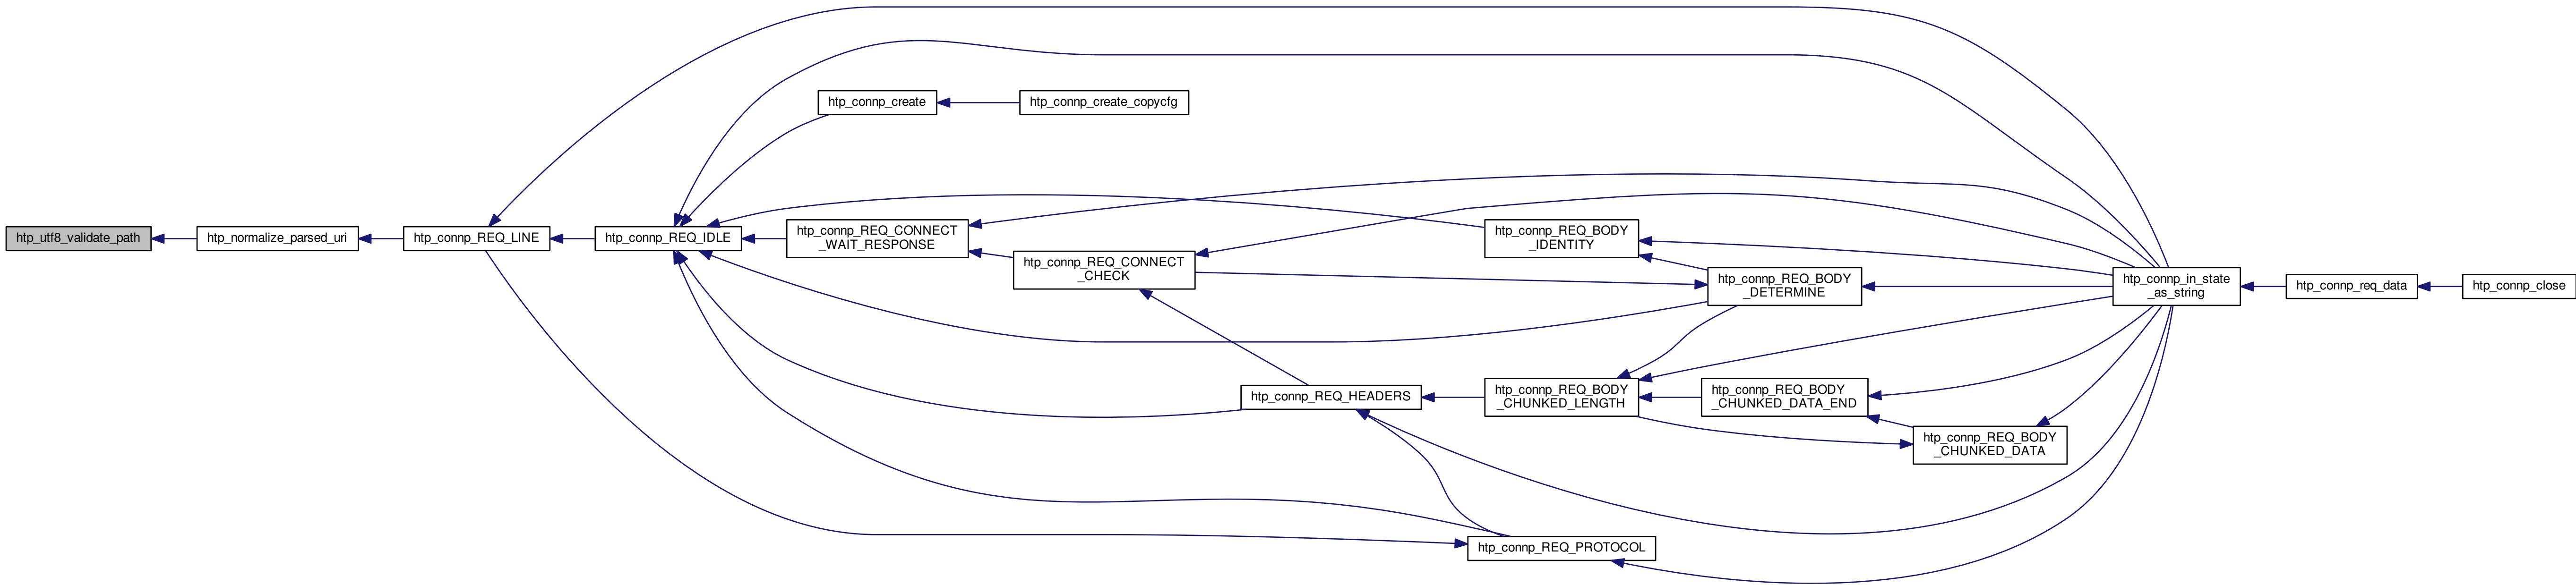 htp_utf8_validate_path
htp_normalize_parsed_uri
htp_connp_REQ_LINE
htp_connp_REQ_IDLE
htp_connp_create
htp_connp_create_copycfg
htp_connp_REQ_CONNECT
_WAIT_RESPONSE
htp_connp_REQ_CONNECT
_CHECK
htp_connp_REQ_HEADERS
htp_connp_REQ_BODY
_IDENTITY
htp_connp_REQ_BODY
_DETERMINE
htp_connp_REQ_BODY
_CHUNKED_LENGTH
htp_connp_REQ_BODY
_CHUNKED_DATA_END
htp_connp_REQ_BODY
_CHUNKED_DATA
htp_connp_REQ_PROTOCOL
htp_connp_in_state
_as_string
htp_connp_req_data
htp_connp_close